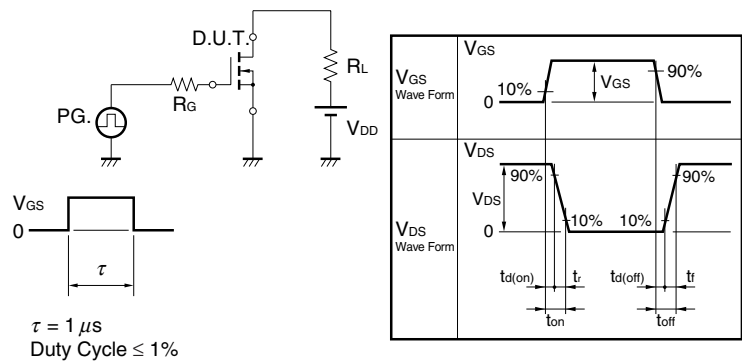 D.U.T.
RL
RG
PG.
VDD
VGS
0
τ
τ = 1 μs
Duty Cycle ≤ 1%
VGS
Wave Form
VGS
10%
VGS
90%
0
VDS
Wave Form
VDS
90%
90%
VDS
10%
10%
0
td(on)
tr
td(off)
tf
ton
toff